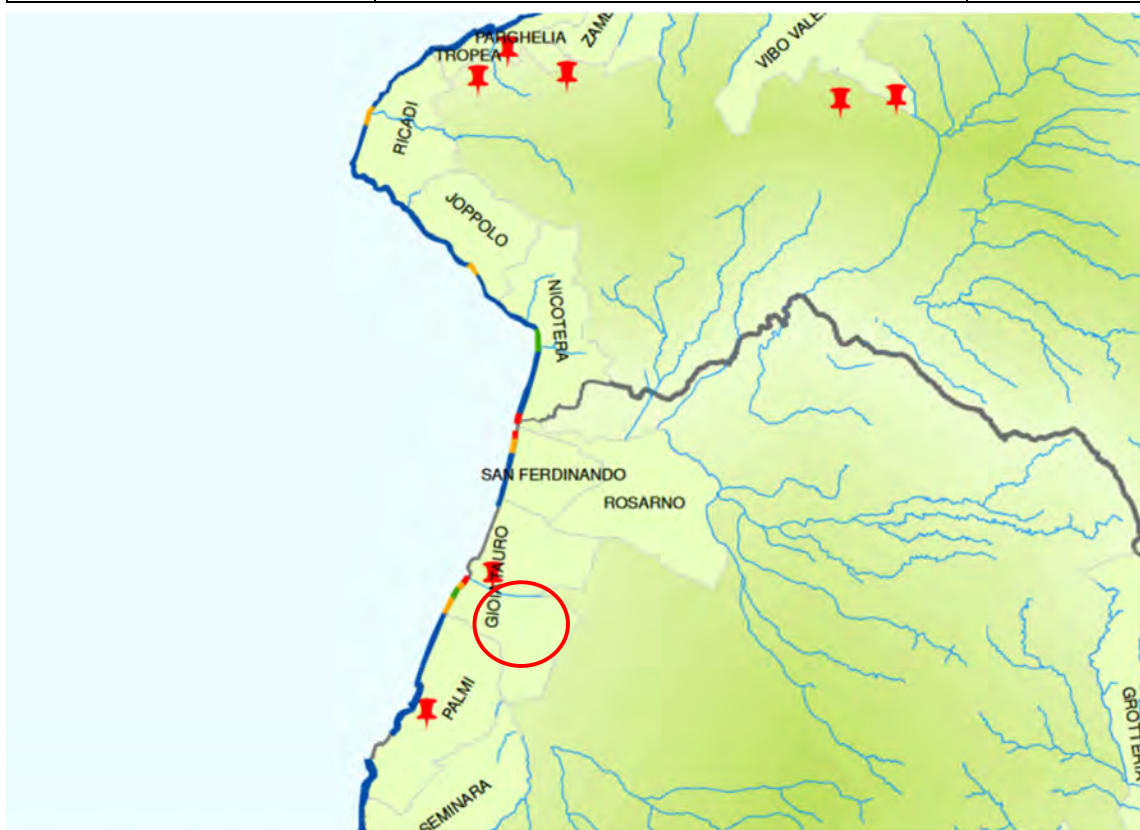 PARGHELIA
TROPEA
ZAMB
VIBO VALE
RICADI
JOPPOLO
NICOTERA
SAN FERDINANDO
ROSARNO
GIOIA TAURO
PALMI
SEMINARA
GROTTERIA